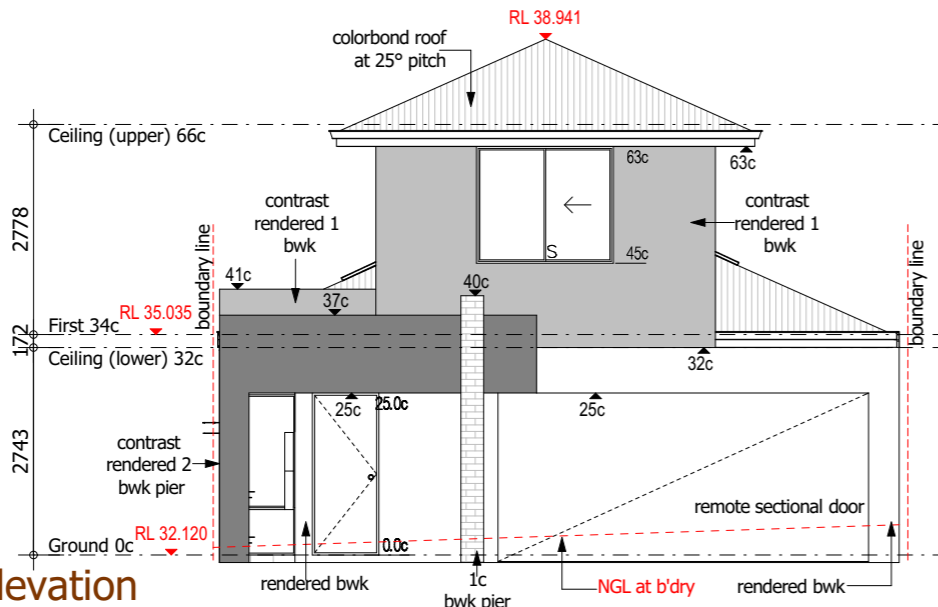 RL 38.941
colorbond roof
at 25° pitch
Ceiling (upper) 66c
63c
63c
contrast
rendered 1
bwk
contrast
rendered 1
bwk
2778
boundary line
boundary line
S
45c
41c
40c
37c
RL 35.035
First 34c
172
Ceiling (lower) 32c
32c
25c
25.0c
25c
2743
contrast
rendered 2
bwk pier
remote sectional door
RL 32.120
Ground 0c
0.0c
levation
rendered bwk
1c
bwk pier
NGL at b'dry
rendered bwk